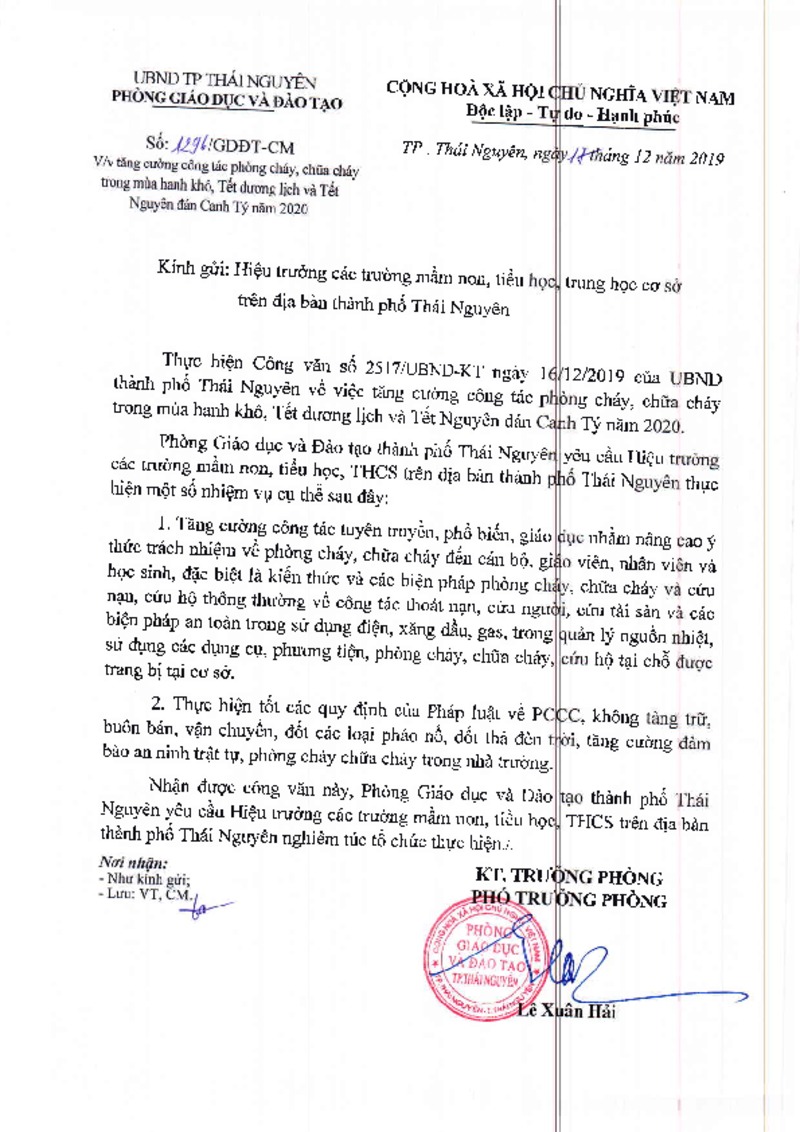 UBND TP THÁI NGUYÊN
PHÒNG GIÁO DỤC VÀ ĐÀO TẠO
Số: 1296/GDĐT-CM
V/v tăng cường công tác phòng cháy, chữa cháy
trong mùa hanh khô, Tết dương lịch và Tết
Nguyên đán Canh Tý năm 2020
CỘNG HOÀ XÃ HỘI CHỦ NGHĨA VIỆT NAM
Độc lập - Tự do - Hạnh phúc
TP . Thái Nguyên, ngày tháng 12 năm 2019
Kính gửi: Hiệu trưởng các trường mầm non, tiểu học, trung học cơ sở
trên địa bàn thành phố Thái Nguyên
Thực hiện Công văn số 2517/UBND-KT ngày 16/12/2019 của UBND
thành phố Thái Nguyên về việc tăng cường công tác phòng cháy, chữa cháy
trong mùa hanh khô, Tết dương lịch và Tết Nguyên đán Canh Tý năm 2020.
Phòng Giáo dục và Đào tạo thành phố Thái Nguyên yêu cầu Hiệu trưởng
các trường mầm non, tiểu học, THCS trên địa bàn thành phố Thái Nguyên thực
hiện một số nhiệm vụ cụ thể sau đây:
1. Tăng cường công tác tuyên truyền, phổ biến, giáo dục nhằm nâng cao ý
thức trách nhiệm về phòng cháy, chữa cháy đến cán bộ, giáo viên, nhân viên và
học sinh, đặc biệt là kiến thức và các biện pháp phòng cháy, chữa cháy và cứu
nạn, cứu hộ thông thường về công tác thoát nạn, cứu người, cứu tài sản và các
biện pháp an toàn trong sử dụng điện, xăng dầu, gas, trong quản lý nguồn nhiệt,
sử dụng các dụng cụ, phương tiện, phòng cháy, chữa cháy, cứu hộ tại chỗ được
trang bị tại cơ sở.
2. Thực hiện tốt các quy định của Pháp luật về PCCC, không tàng trữ,
buôn bán, vận chuyển, đốt các loại pháo nổ, đốt thả đèn trời, tăng cường đảm
bảo an ninh trật tự, phòng cháy chữa cháy trong nhà trường.
Nhận được công văn này, Phòng Giáo dục và Đào tạo thành phố Thái
Nguyên yêu cầu Hiệu trưởng các trường mầm non, tiểu học, THCS trên địa bàn
thành phố Thái Nguyên nghiêm túc tổ chức thực hiện./.
Nơi nhận:
- Như kính gửi;
- Lưu: VT, CM.
KT. TRƯỞNG PHÒNG
PHÓ TRƯỞNG PHÒNG
CỘNG HOÀ XÃ HỘI CHỦ NGHĨA VIỆT NAM
PHÒNG
GIÁO DỤC
VÀ ĐÀO TẠO
TP.THÁI NGUYÊN
TP.THÁI NGUYÊN-T.THÁI NGUYÊN
Lê Xuân Hải